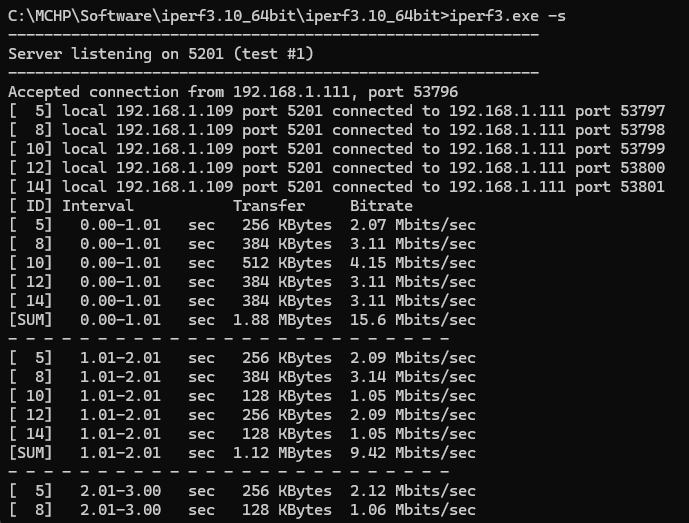 C:\MCHP\Software\iperf3.10_64bit\iperf3.10_64bit>iperf3.exe -s
-----------------------------------------------------------
Server listening on 5201 (test #1)
-----------------------------------------------------------
Accepted connection from 192.168.1.111, port 53796
[  5] local 192.168.1.109 port 5201 connected to 192.168.1.111 port 53797
[  8] local 192.168.1.109 port 5201 connected to 192.168.1.111 port 53798
[ 10] local 192.168.1.109 port 5201 connected to 192.168.1.111 port 53799
[ 12] local 192.168.1.109 port 5201 connected to 192.168.1.111 port 53800
[ 14] local 192.168.1.109 port 5201 connected to 192.168.1.111 port 53801
[ ID] Interval           Transfer     Bitrate
[  5]   0.00-1.01   sec   256 KBytes  2.07 Mbits/sec
[  8]   0.00-1.01   sec   384 KBytes  3.11 Mbits/sec
[ 10]   0.00-1.01   sec   512 KBytes  4.15 Mbits/sec
[ 12]   0.00-1.01   sec   384 KBytes  3.11 Mbits/sec
[ 14]   0.00-1.01   sec   384 KBytes  3.11 Mbits/sec
[SUM]   0.00-1.01   sec  1.88 MBytes  15.6 Mbits/sec
- - - - - - - - - - - - - - - - - - - - - - - - -
[  5]   1.01-2.01   sec   256 KBytes  2.09 Mbits/sec
[  8]   1.01-2.01   sec   384 KBytes  3.14 Mbits/sec
[ 10]   1.01-2.01   sec   128 KBytes  1.05 Mbits/sec
[ 12]   1.01-2.01   sec   256 KBytes  2.09 Mbits/sec
[ 14]   1.01-2.01   sec   128 KBytes  1.05 Mbits/sec
[SUM]   1.01-2.01   sec  1.12 MBytes  9.42 Mbits/sec
- - - - - - - - - - - - - - - - - - - - - - - - -
[  5]   2.01-3.00   sec   256 KBytes  2.12 Mbits/sec
[  8]   2.01-3.00   sec   128 KBytes  1.06 Mbits/sec